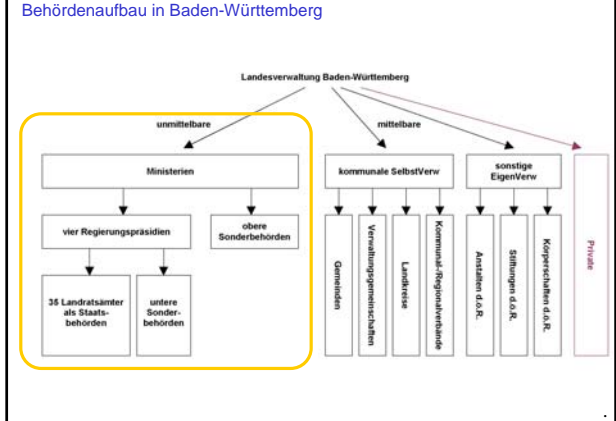 Behördenaufbau in Baden-Württemberg
Landesverwaltung Baden-Württemberg
unmittelbare
mittelbare
Ministerien
kommunale SelbstVerw
sonstige
EigenVerw
Private
vier Regierungspräsidien
obere
Sonderbehörden
35 Landratsämter
als Staats-
behörden
untere
Sonder-
behörden
Gemeinden
Verwaltungsgemeinschaften
Landkreise
Kommunal-/Regionalverbände
Anstalten d.ö.R.
Stiftungen d.ö.R.
Körperschaften d.ö.R.
.